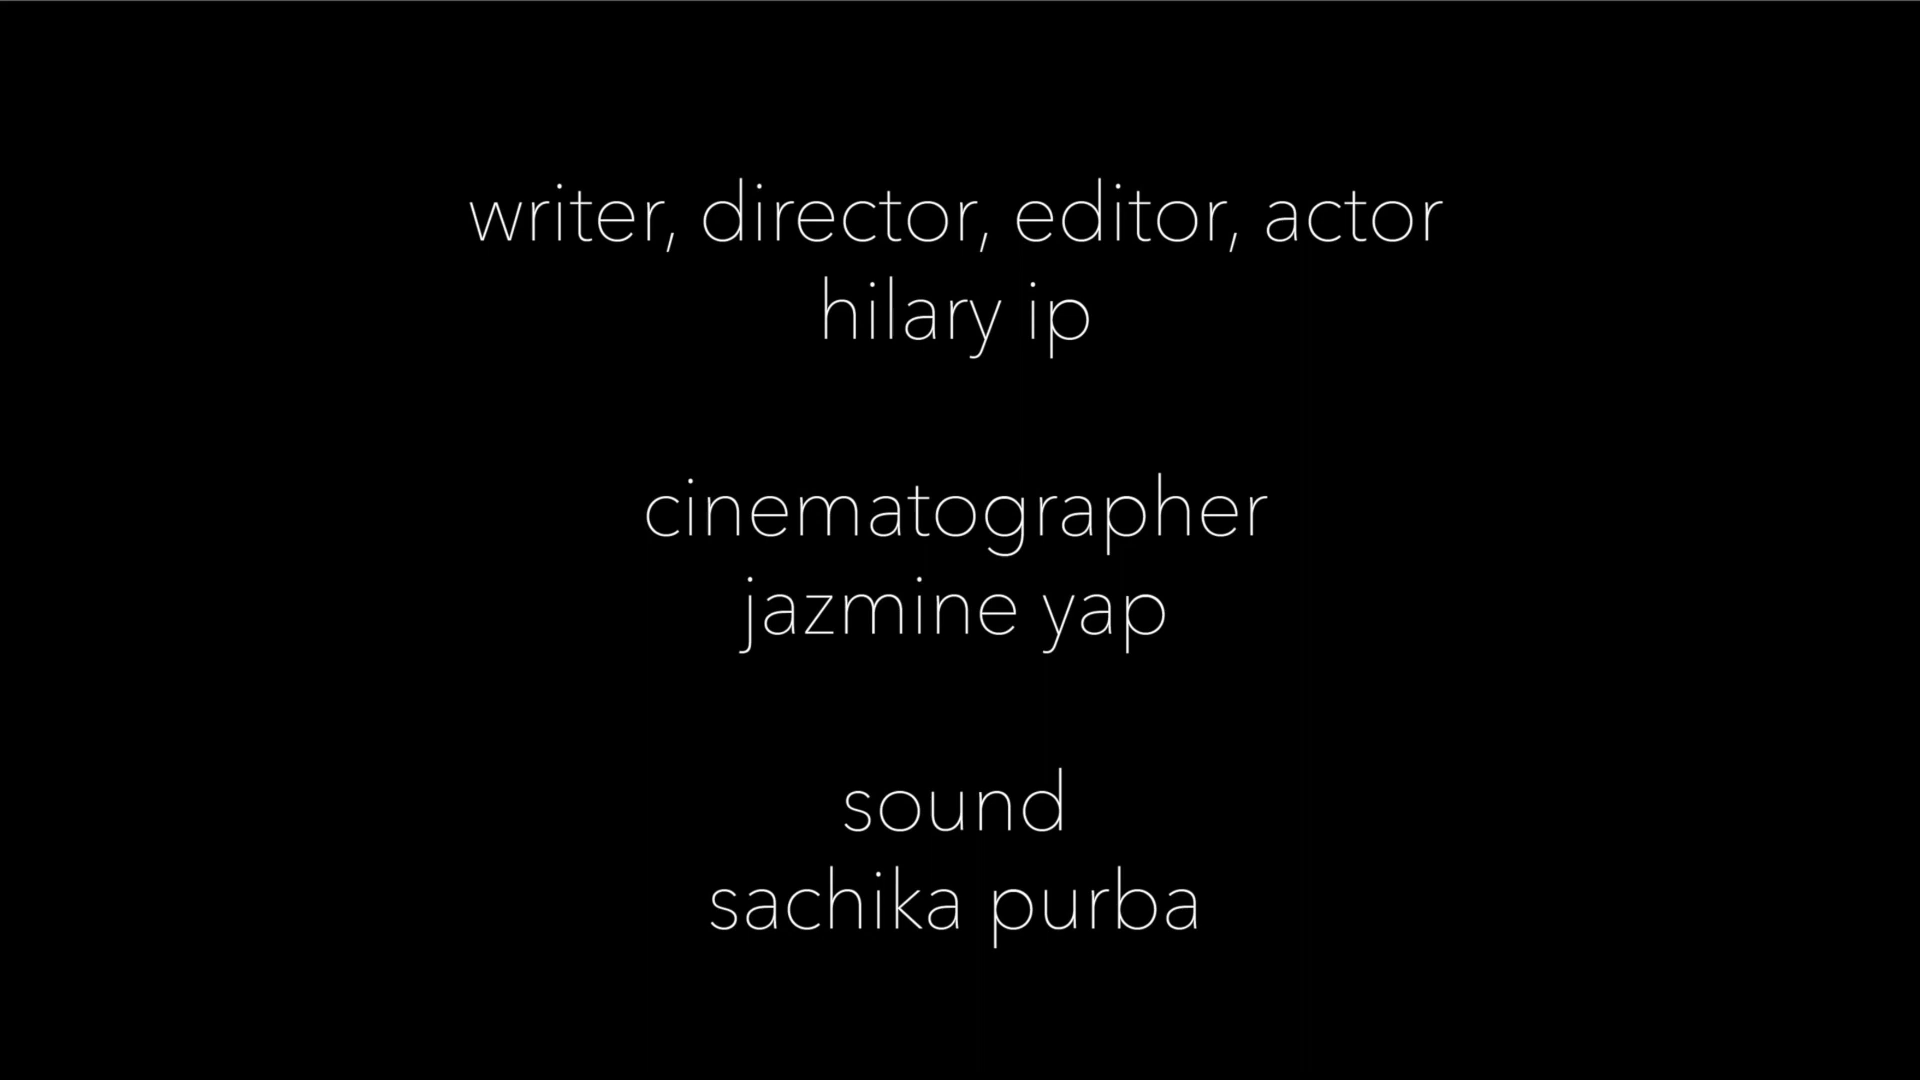 writer, director, editor, actor
hilary ip
cinematographer
jazmine yap
sound
sachika purba